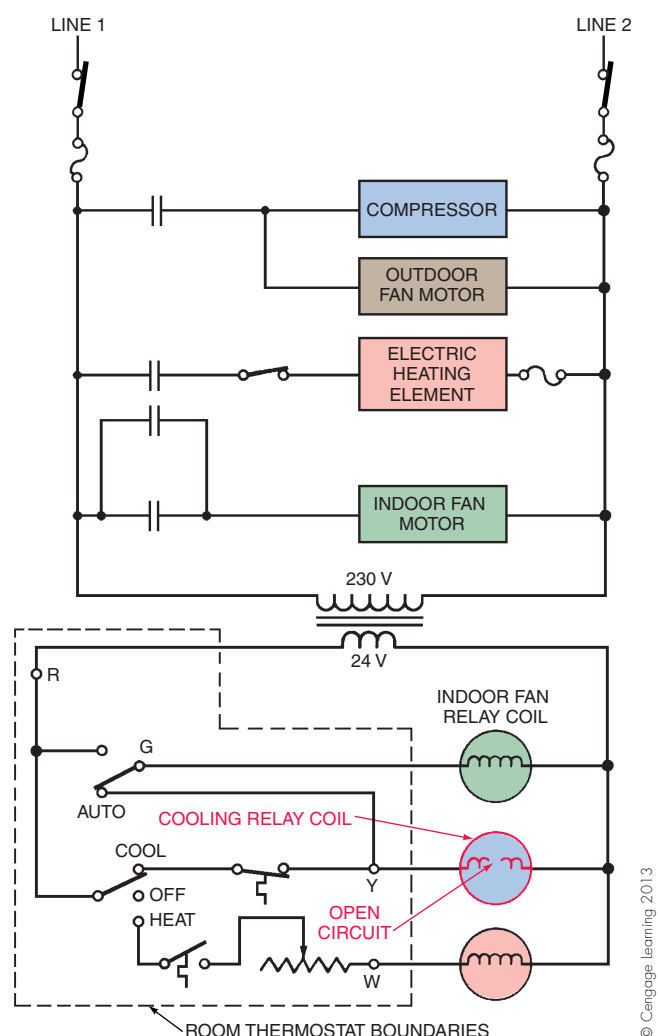 LINE 1
LINE 2
COMPRESSOR
OUTDOOR
FAN MOTOR
ELECTRIC
HEATING
ELEMENT
INDOOR FAN
MOTOR
230 V
24 V
R
INDOOR FAN
RELAY COIL
G
AUTO
COOLING RELAY COIL
COOL
Y
OFF
OPEN
CIRCUIT
HEAT
W
ROOM THERMOSTAT BOUNDARIES
© Cengage Learning 2013